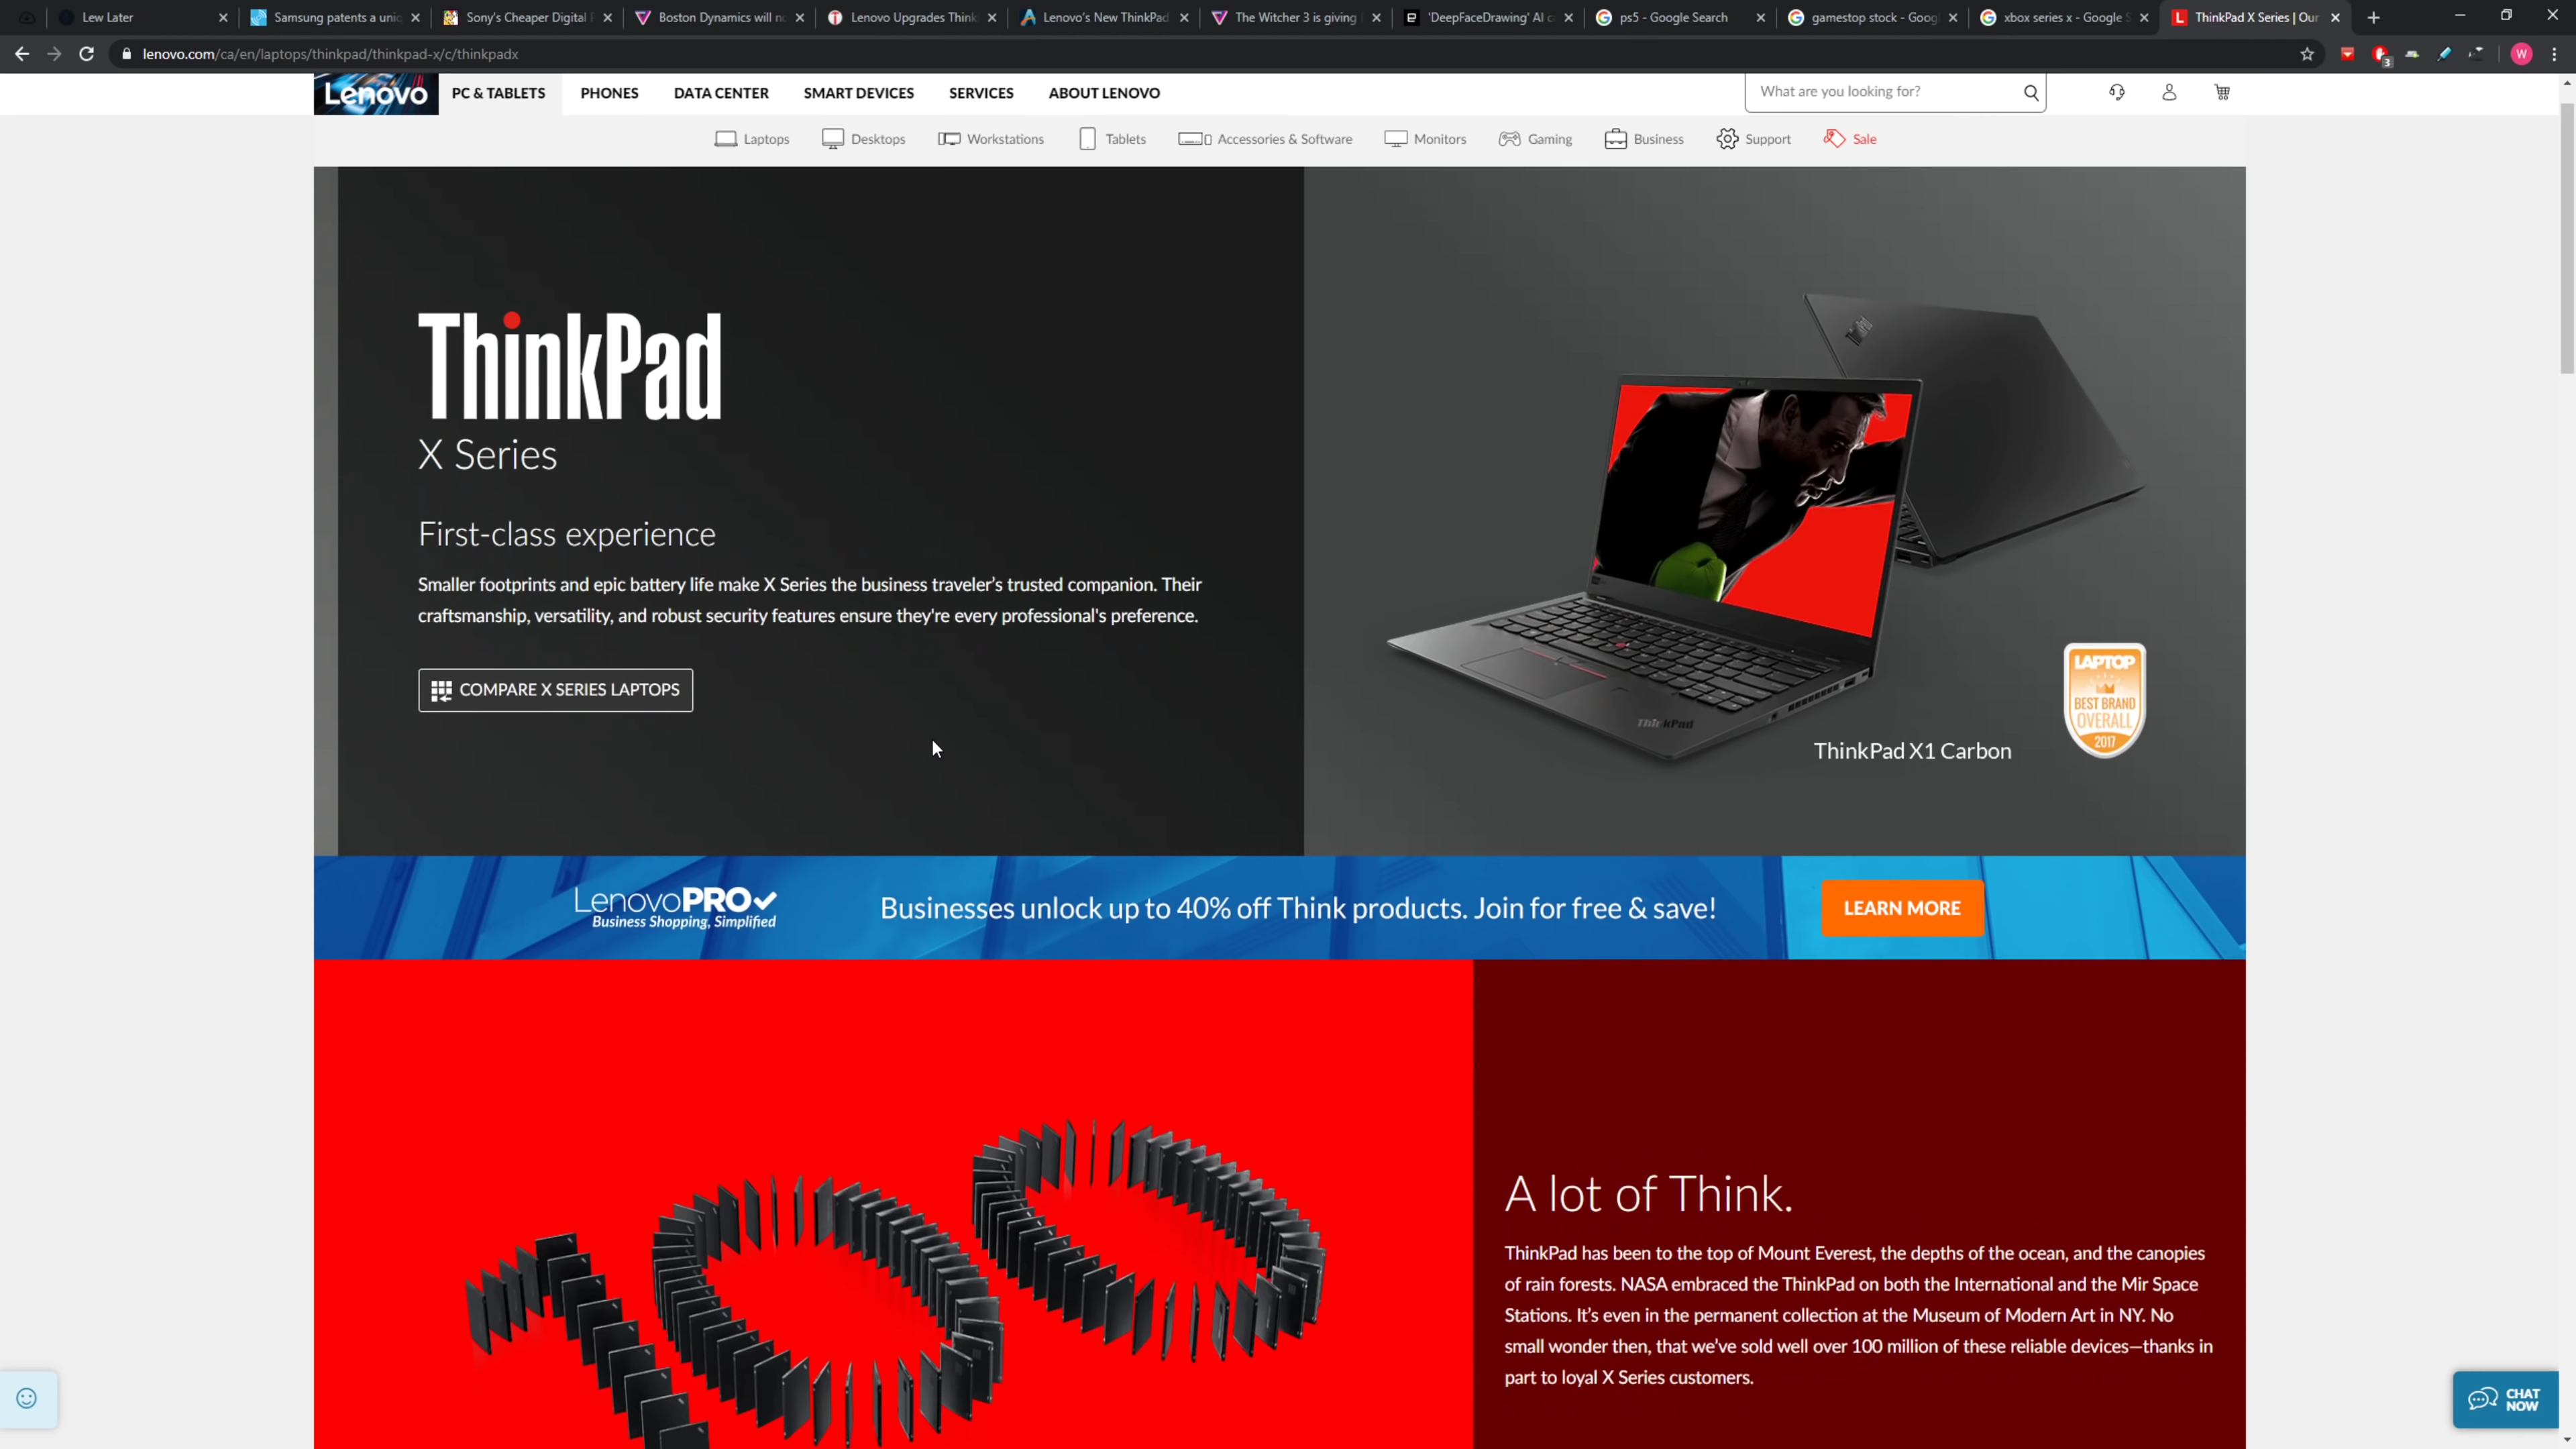 Lew Later
Samsung patents a uniq
Sony's Cheaper Digital
Boston Dynamics will no
Lenovo Upgrades Think
Lenovo's New ThinkPad
The Witcher 3 is giving
'DeepFaceDrawing' AI c
ps5 - Google Search
gamestop stock - Goog
xbox series x - Google S
ThinkPad X Series | Our
lenovo.com/ca/en/laptops/thinkpad/thinkpad-x/c/thinkpadx
3
W
Lenovo
PC & TABLETS
PHONES
DATA CENTER
SMART DEVICES
SERVICES
ABOUT LENOVO
What are you looking for?
Laptops
Desktops
Workstations
Tablets
Accessories & Software
Monitors
Gaming
Business
Support
Sale
ThinkPad
X Series
First-class experience
Smaller footprints and epic battery life make X Series the business traveler's trusted companion. Their
craftsmanship, versatility, and robust security features ensure they're every professional's preference.
COMPARE X SERIES LAPTOPS
ThinkPad
ThinkPad X1 Carbon
LAPTOP
BEST BRAND
OVERALL
2017
LenovoPRO
Business Shopping, Simplified
Businesses unlock up to 40% off Think products. Join for free & save!
LEARN MORE
A lot of Think.
ThinkPad has been to the top of Mount Everest, the depths of the ocean, and the canopies
of rain forests. NASA embraced the ThinkPad on both the International and the Mir Space
Stations. It's even in the permanent collection at the Museum of Modern Art in NY. No
small wonder then, that we've sold well over 100 million of these reliable devices—thanks in
part to loyal X Series customers.
CHAT
NOW